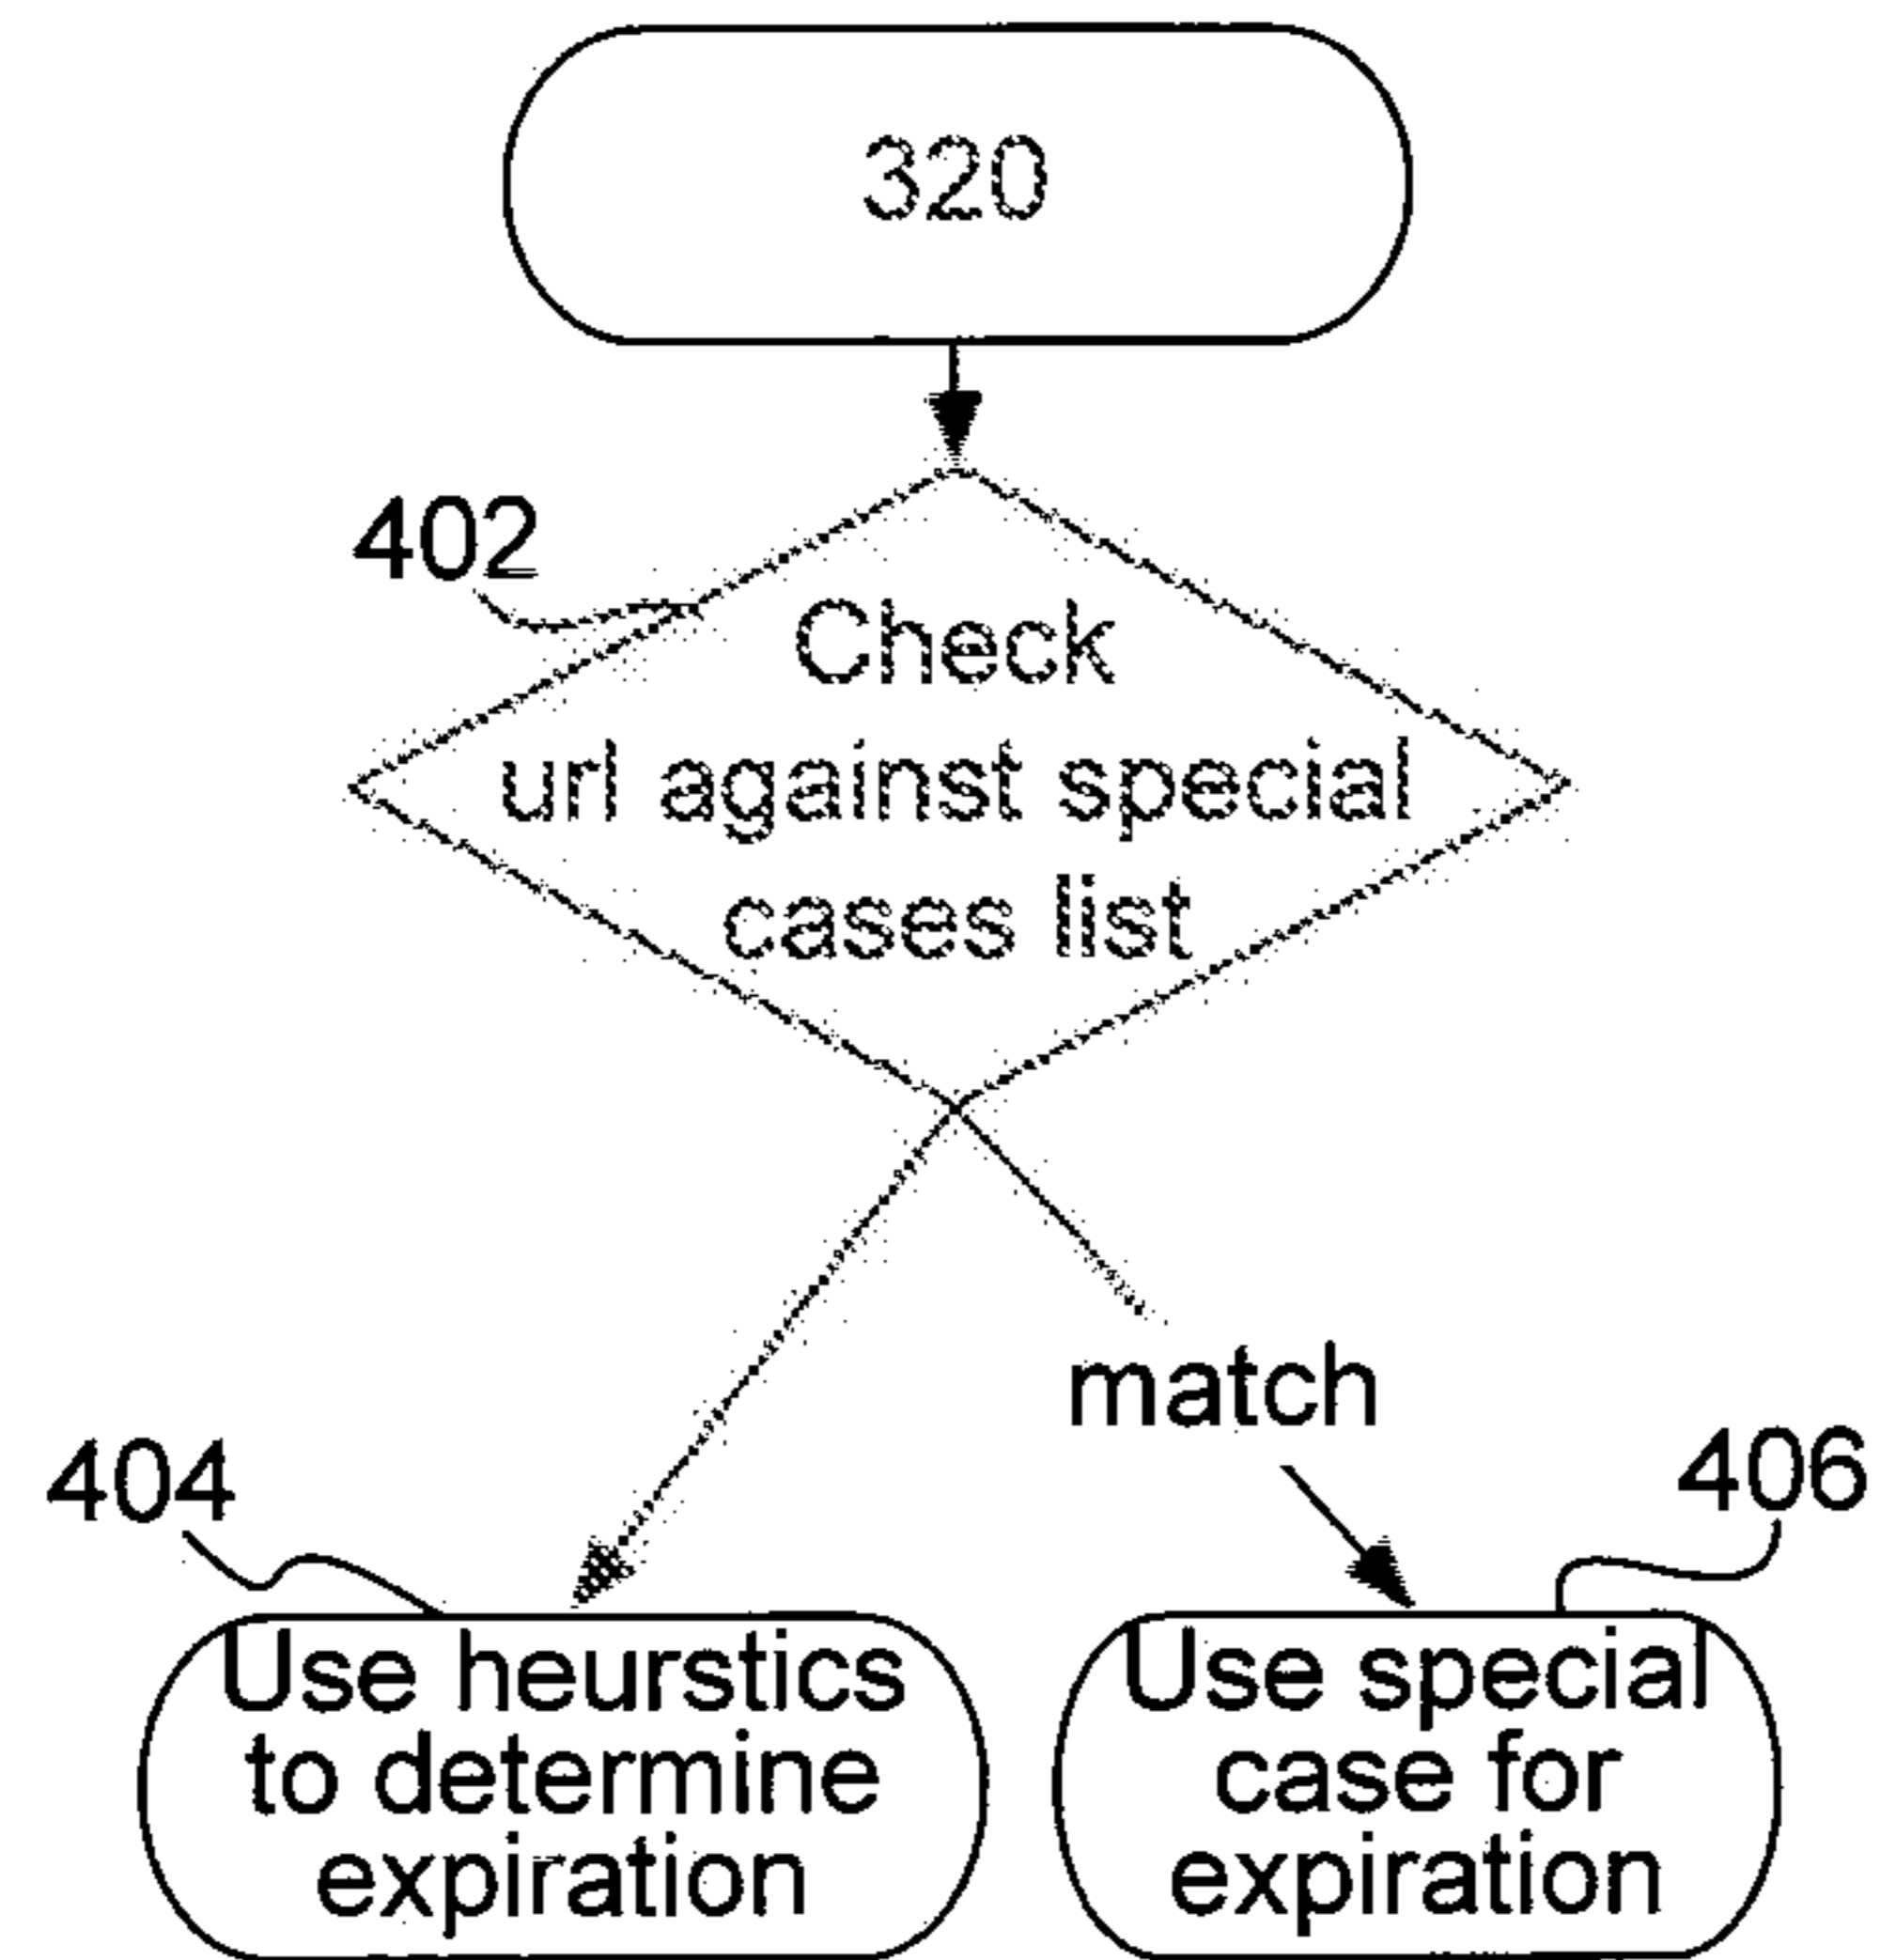 320
402
Check
url against special
cases list
match
404
406
Use heurstics
to determine
expiration
Use special
case for
expiration